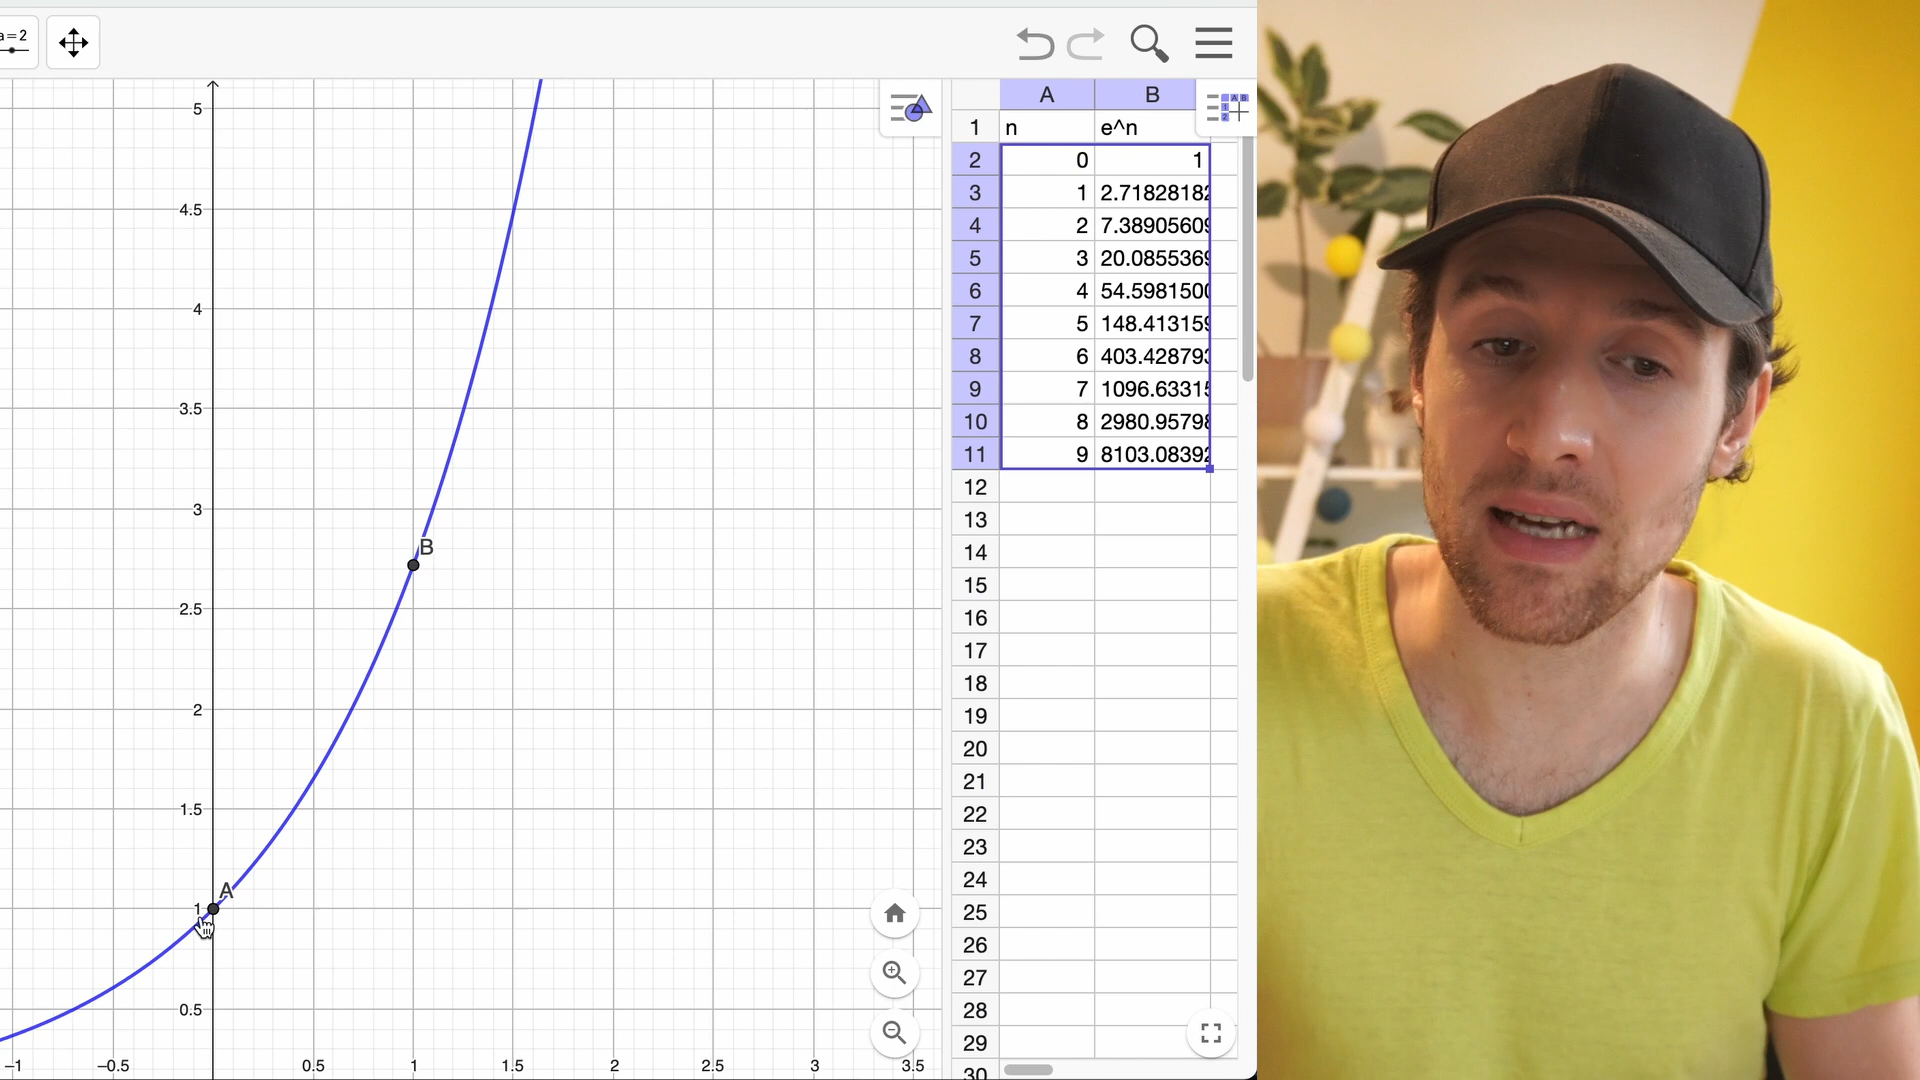 a=2
5
4.5
4
3.5
3
B
2.5
2
1.5
A
1
0.5
−1 −0.5 0.5 1 1.5 2 2.5 3 3.5
A B
1 n e^n
2 0 1
3 1 2.71828182
4 2 7.38905609
5 3 20.0855369
6 4 54.5981500
7 5 148.413159
8 6 403.428793
9 7 1096.63315
10 8 2980.95798
11 9 8103.08392
12
13
14
15
16
17
18
19
20
21
22
23
24
25
26
27
28
29
30